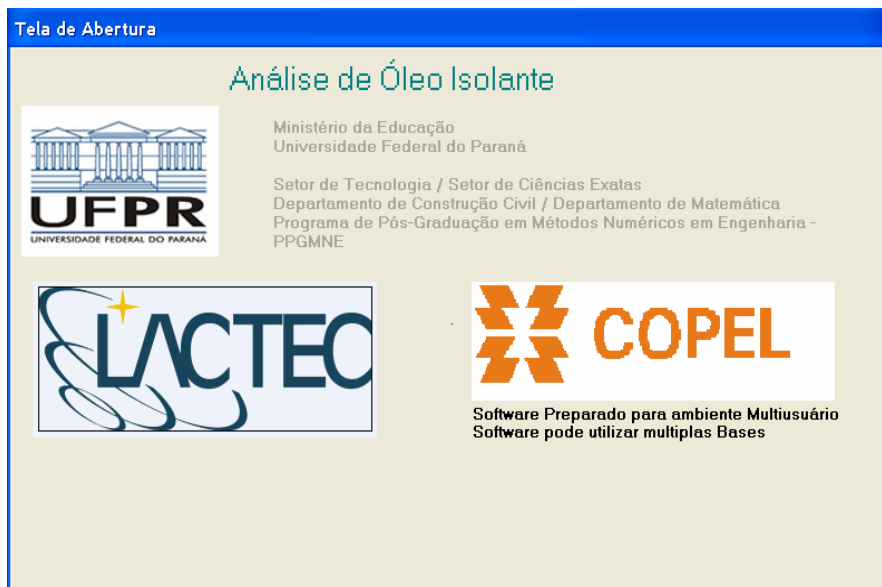 Tela de Abertura
Análise de Óleo Isolante
Ministério da Educação
Universidade Federal do Paraná
Setor de Tecnologia / Setor de Ciências Exatas
Departamento de Construção Civil / Departamento de Matemática
Programa de Pós-Graduação em Métodos Numéricos em Engenharia -
PPGMNE
UFPR
UNIVERSIDADE FEDERAL DO PARANÁ
LACTEC
COPEL
Software Preparado para ambiente Multiusuário
Software pode utilizar multiplas Bases